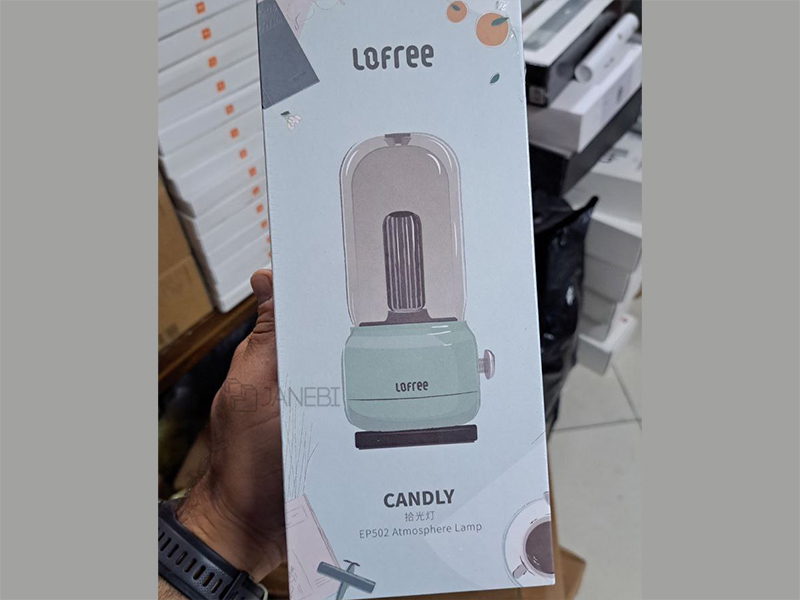 LOFree
LOFree
JANEBI
CANDLY
拾光灯
EP502 Atmosphere Lamp